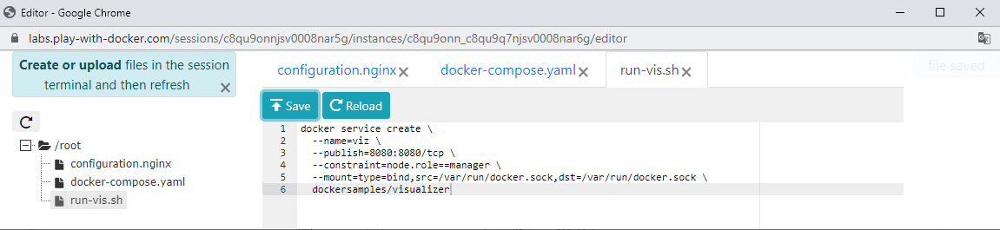 Editor - Google Chrome
labs.play-with-docker.com/sessions/c8qu9onnjsv0008nar5g/instances/c8qu9onn_c8qu9q7njsv0008nar6g/editor
Create or upload files in the session
terminal and then refresh
/root
configuration.nginx
docker-compose.yaml
run-vis.sh
configuration.nginx
docker-compose.yaml
run-vis.sh
file saved
Save
Reload
1 docker service create \
2 --name=viz \
3 --publish=8080:8080/tcp \
4 --constraint=node.role==manager \
5 --mount=type=bind,src=/var/run/docker.sock,dst=/var/run/docker.sock \
6 dockersamples/visualizer